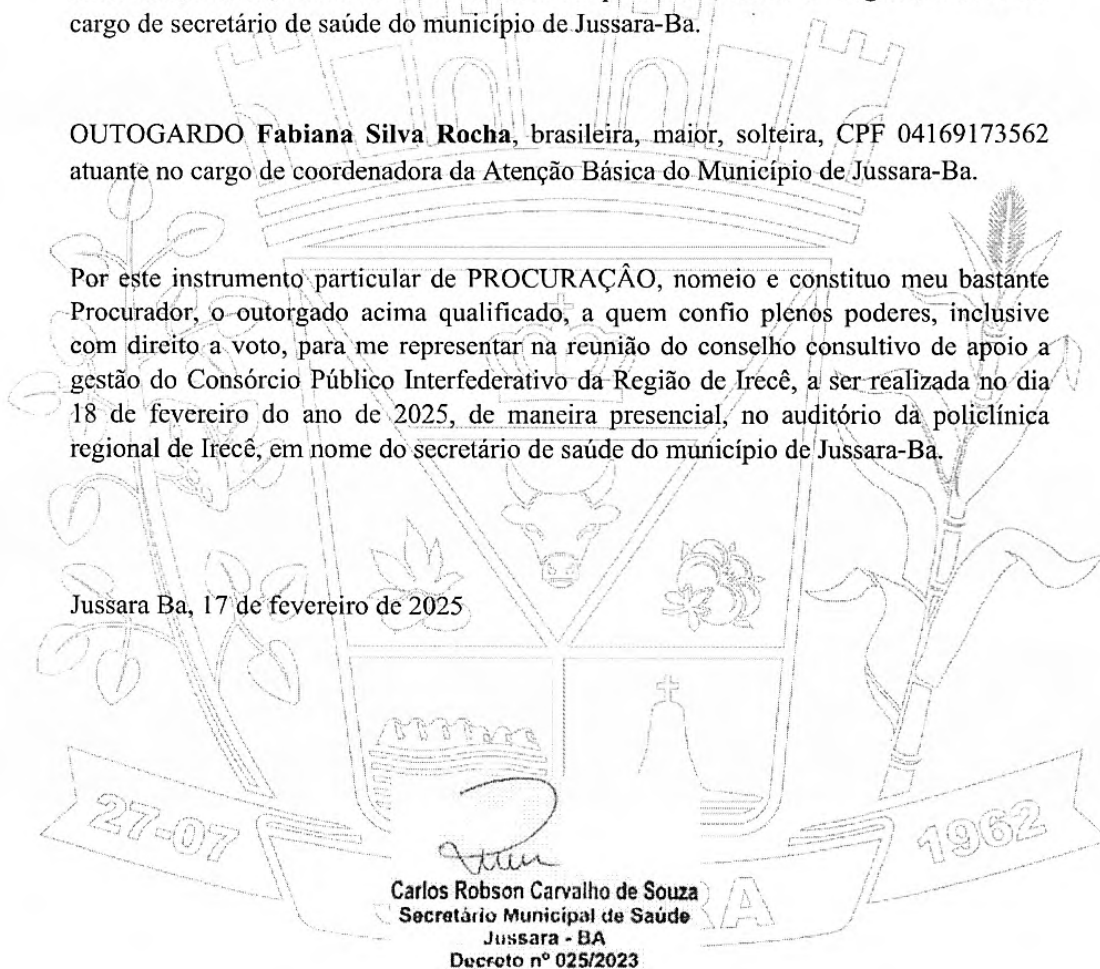 cargo de secretário de saúde do município de Jussara-Ba.
OUTOGARDO Fabiana Silva Rocha, brasileira, maior, solteira, CPF 04169173562
atuante no cargo de coordenadora da Atenção Básica do Município de Jussara-Ba.
Por este instrumento particular de PROCURAÇÂO, nomeio e constituo meu bastante
Procurador, o outorgado acima qualificado, a quem confio plenos poderes, inclusive
com direito a voto, para me representar na reunião do conselho consultivo de apoio a
gestão do Consórcio Público Interfederativo da Região de Irecê, a ser realizada no dia
18 de fevereiro do ano de 2025, de maneira presencial, no auditório da policlínica
regional de Irecê, em nome do secretário de saúde do município de Jussara-Ba.
Jussara Ba, 17 de fevereiro de 2025
27-07
1962
Carlos Robson Carvalho de Souza
Secretário Municipal de Saúde
Jussara - BA
Decreto nº 025/2023